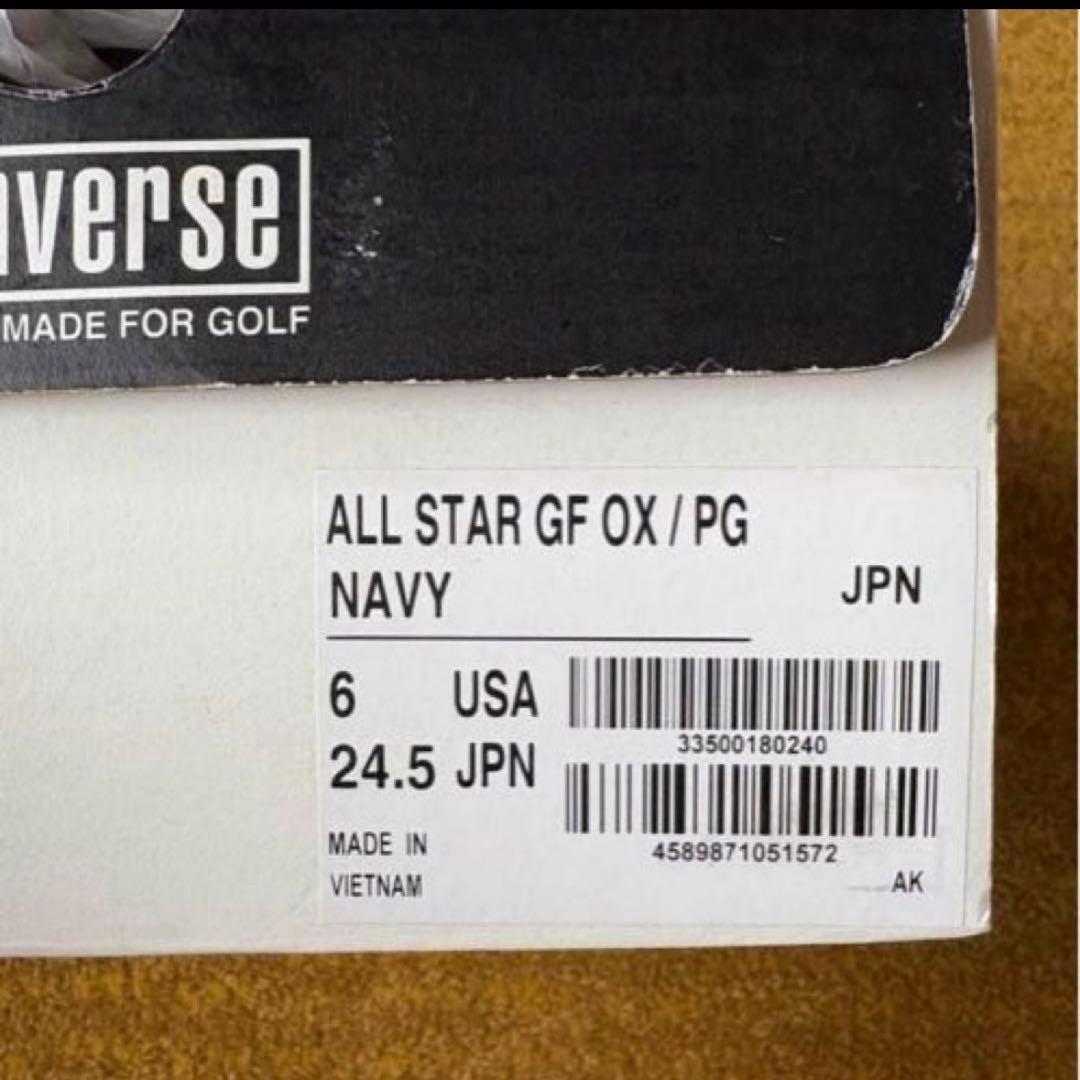 nverse
MADE FOR GOLF
ALL STAR GF OX / PG
NAVY
JPN
6 USA
33500180240
24.5 JPN
4589871051572
MADE IN
VIETNAM
AK